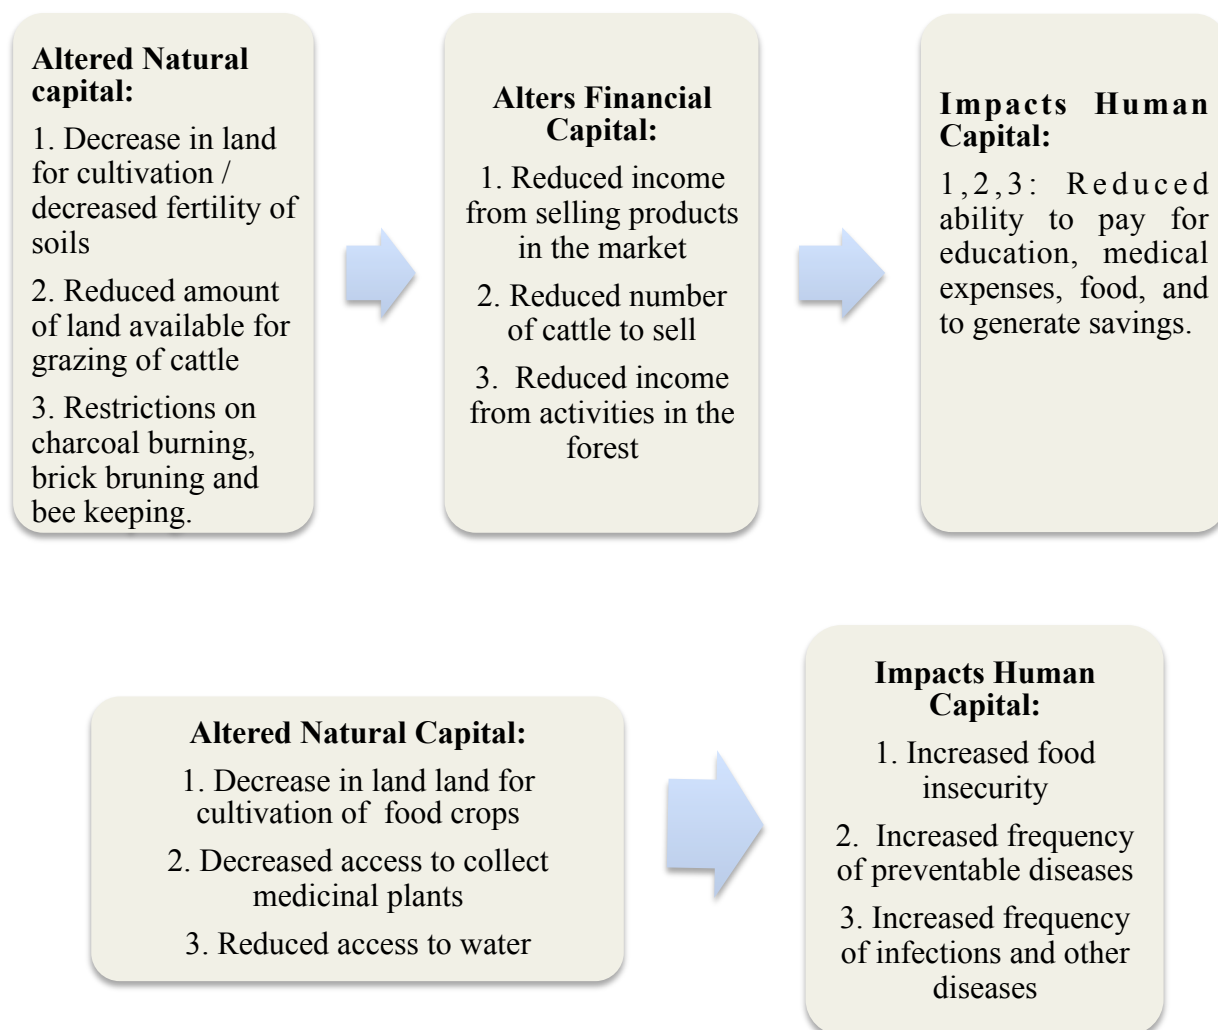 Altered Natural
capital:
1. Decrease in land
for cultivation /
decreased fertility of
soils
2. Reduced amount
of land available for
grazing of cattle
3. Restrictions on
charcoal burning,
brick bruning and
bee keeping.
Alters Financial
Capital:
1. Reduced income
from selling products
in the market
2. Reduced number
of cattle to sell
3. Reduced income
from activities in the
forest
Impacts Human
Capital:
1,2,3: Reduced
ability to pay for
education, medical
expenses, food, and
to generate savings.
Altered Natural Capital:
1. Decrease in land land for
cultivation of food crops
2. Decreased access to collect
medicinal plants
3. Reduced access to water
Impacts Human
Capital:
1. Increased food
insecurity
2. Increased frequency
of preventable diseases
3. Increased frequency
of infections and other
diseases